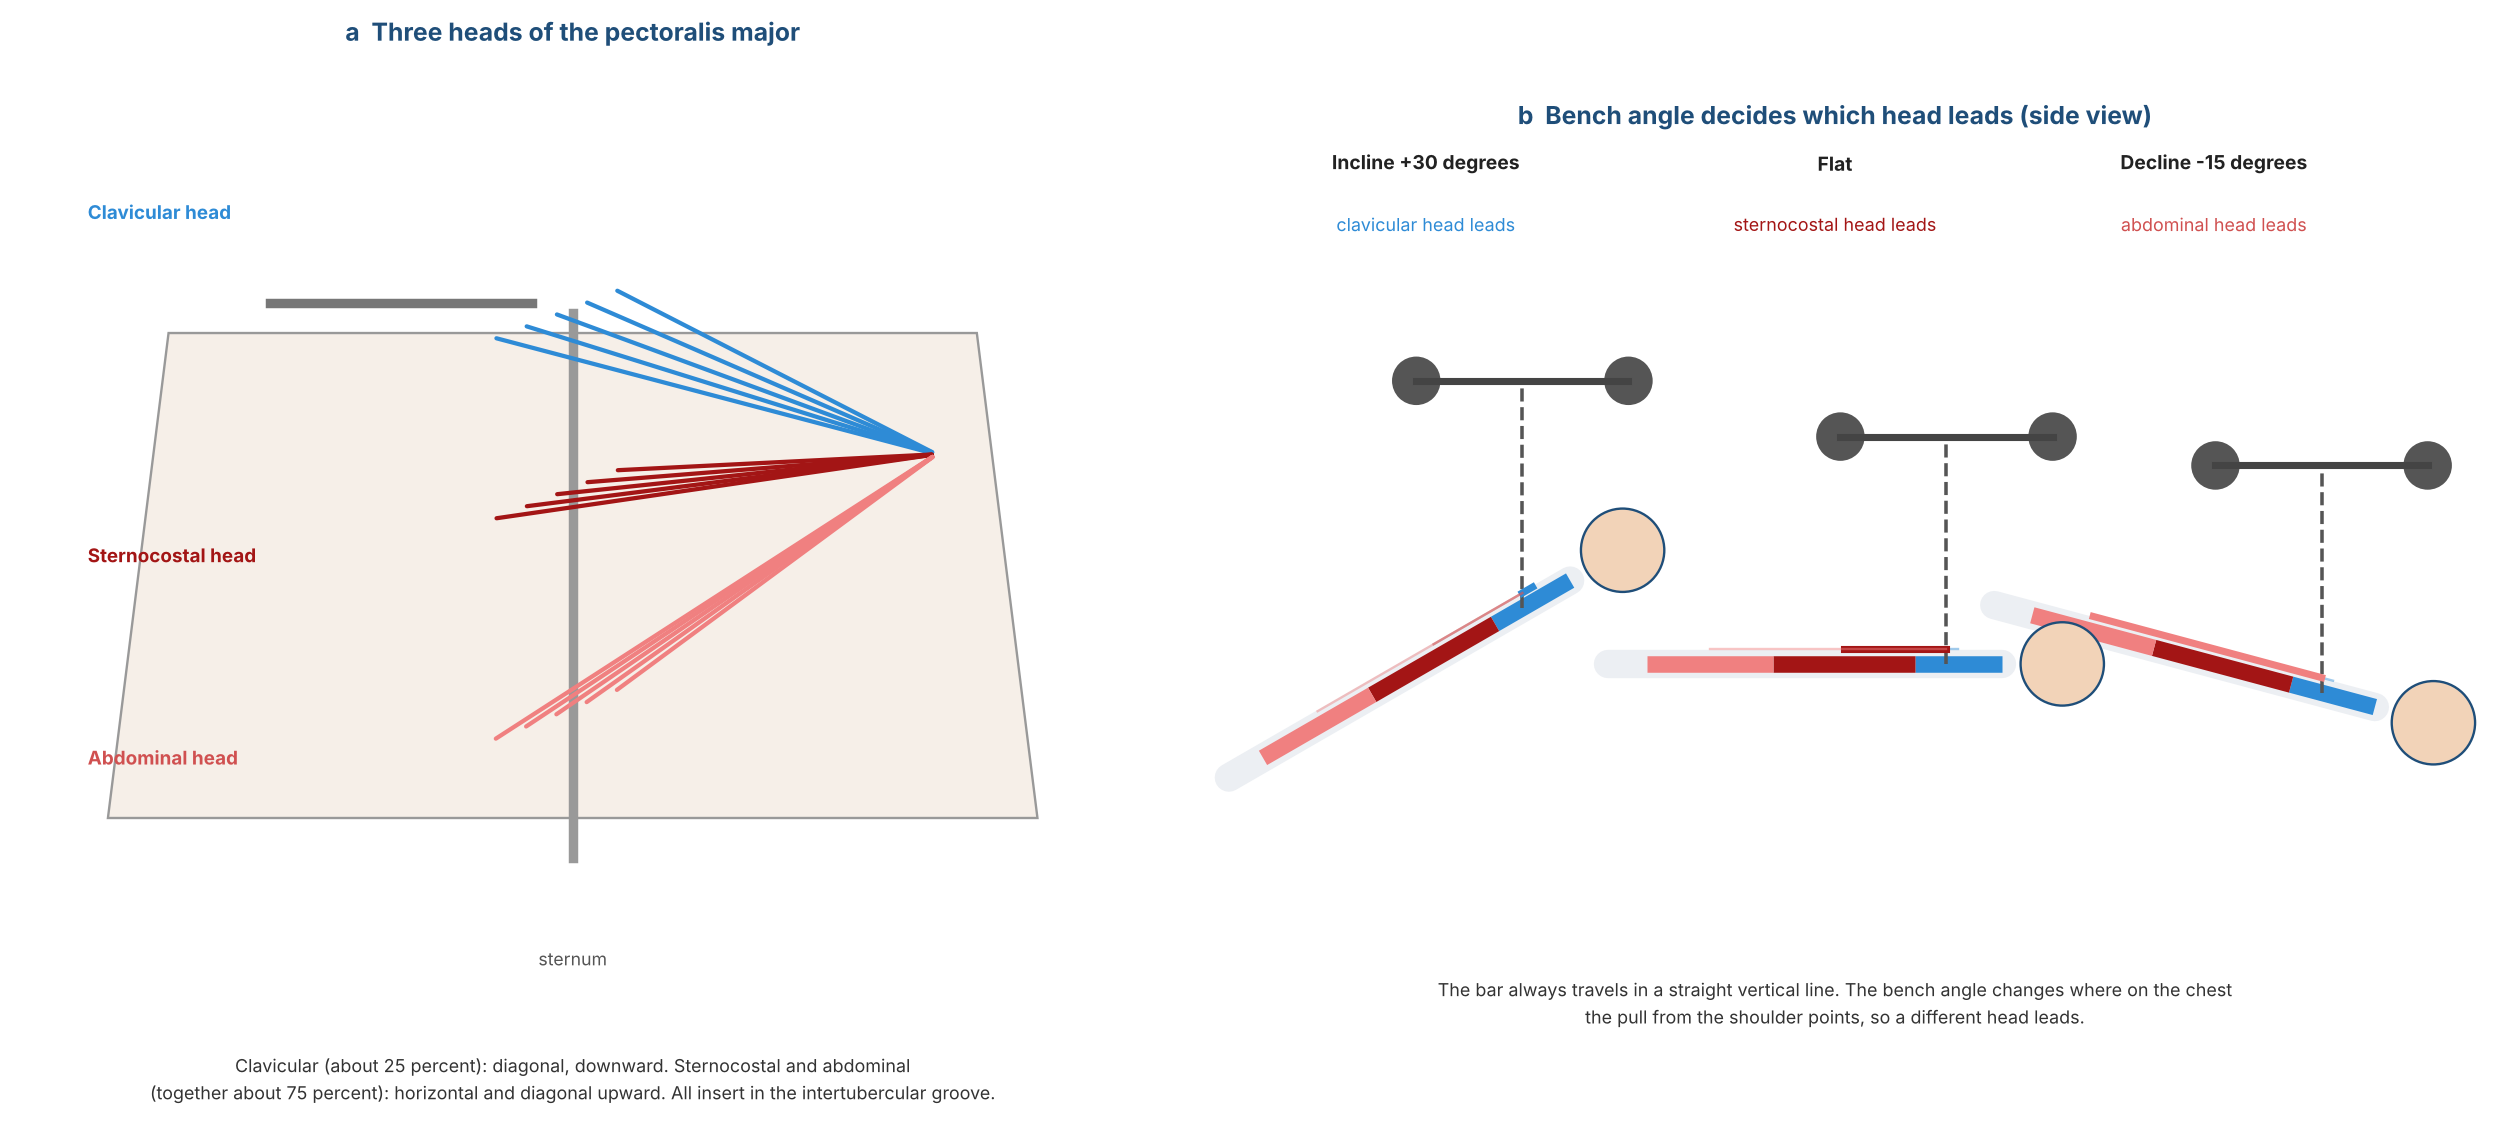 a Three heads of the pectoralis major
Clavicular head
Sternocostal head
Abdominal head
sternum
Clavicular (about 25 percent): diagonal, downward. Sternocostal and abdominal
(together about 75 percent): horizontal and diagonal upward. All insert in the intertubercular groove.
b Bench angle decides which head leads (side view)
Incline +30 degrees
clavicular head leads
Flat
sternocostal head leads
Decline -15 degrees
abdominal head leads
The bar always travels in a straight vertical line. The bench angle changes where on the chest
the pull from the shoulder points, so a different head leads.